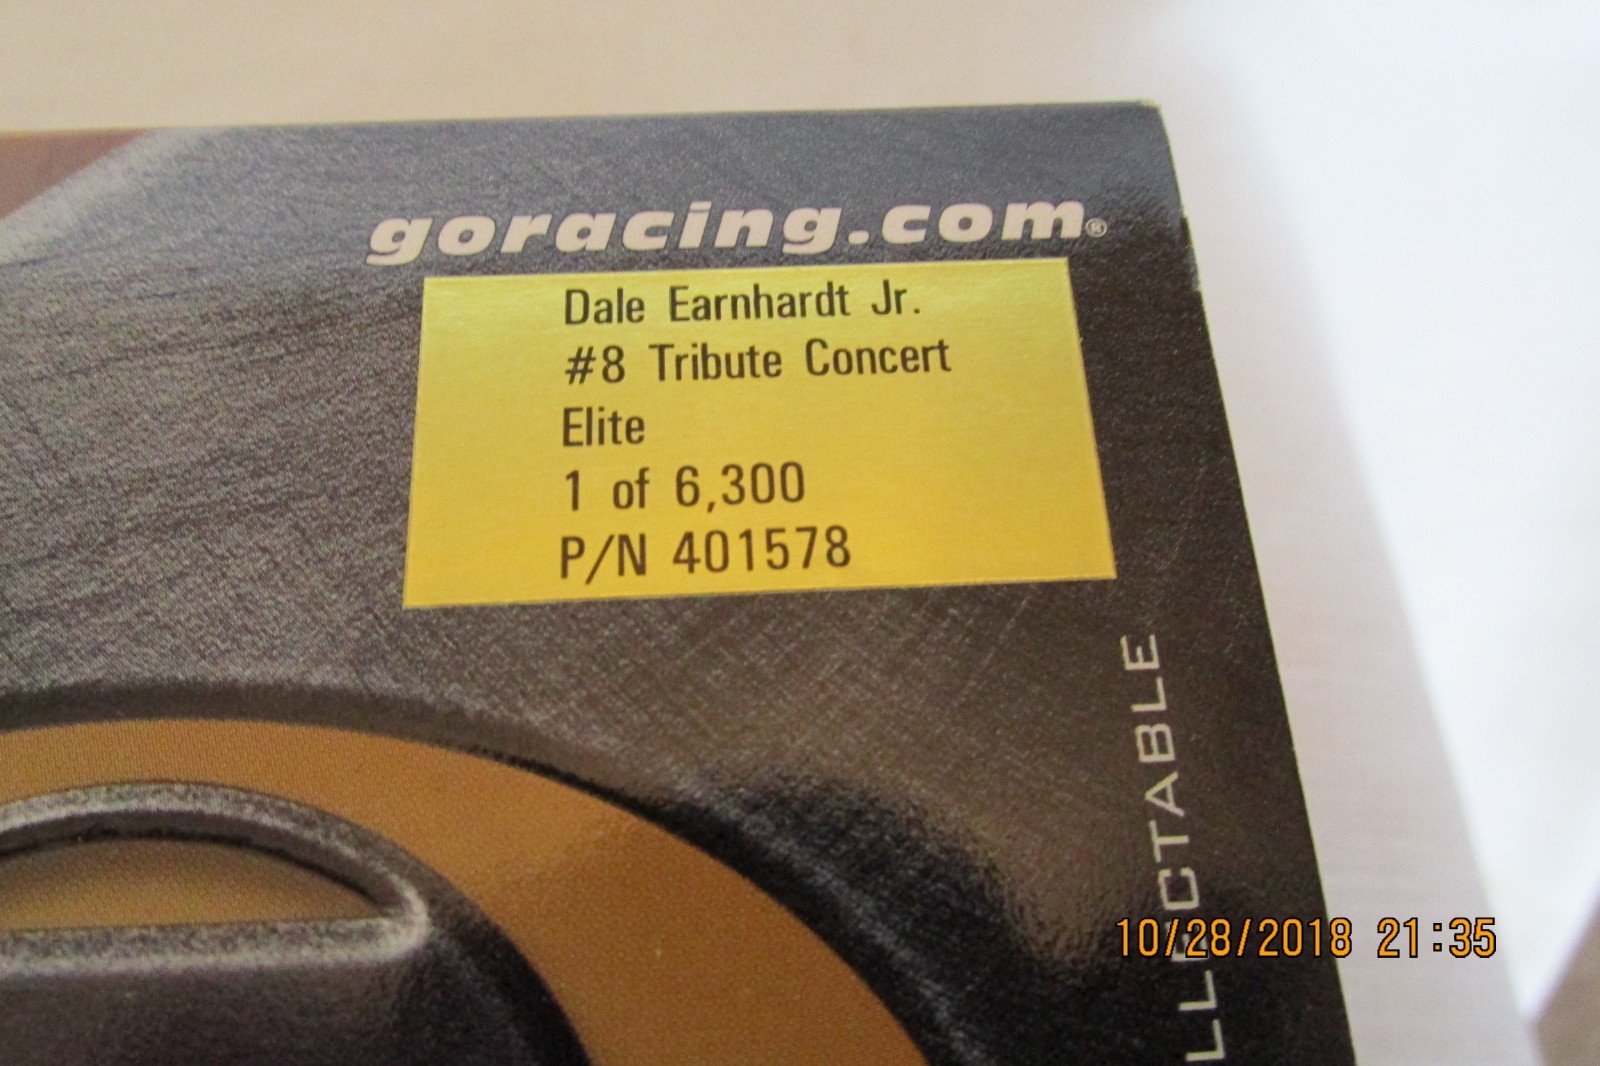 goracing.com®
Dale Earnhardt Jr.
#8 Tribute Concert
Elite
1 of 6,300
P/N 401578
10/28/2018 21:35